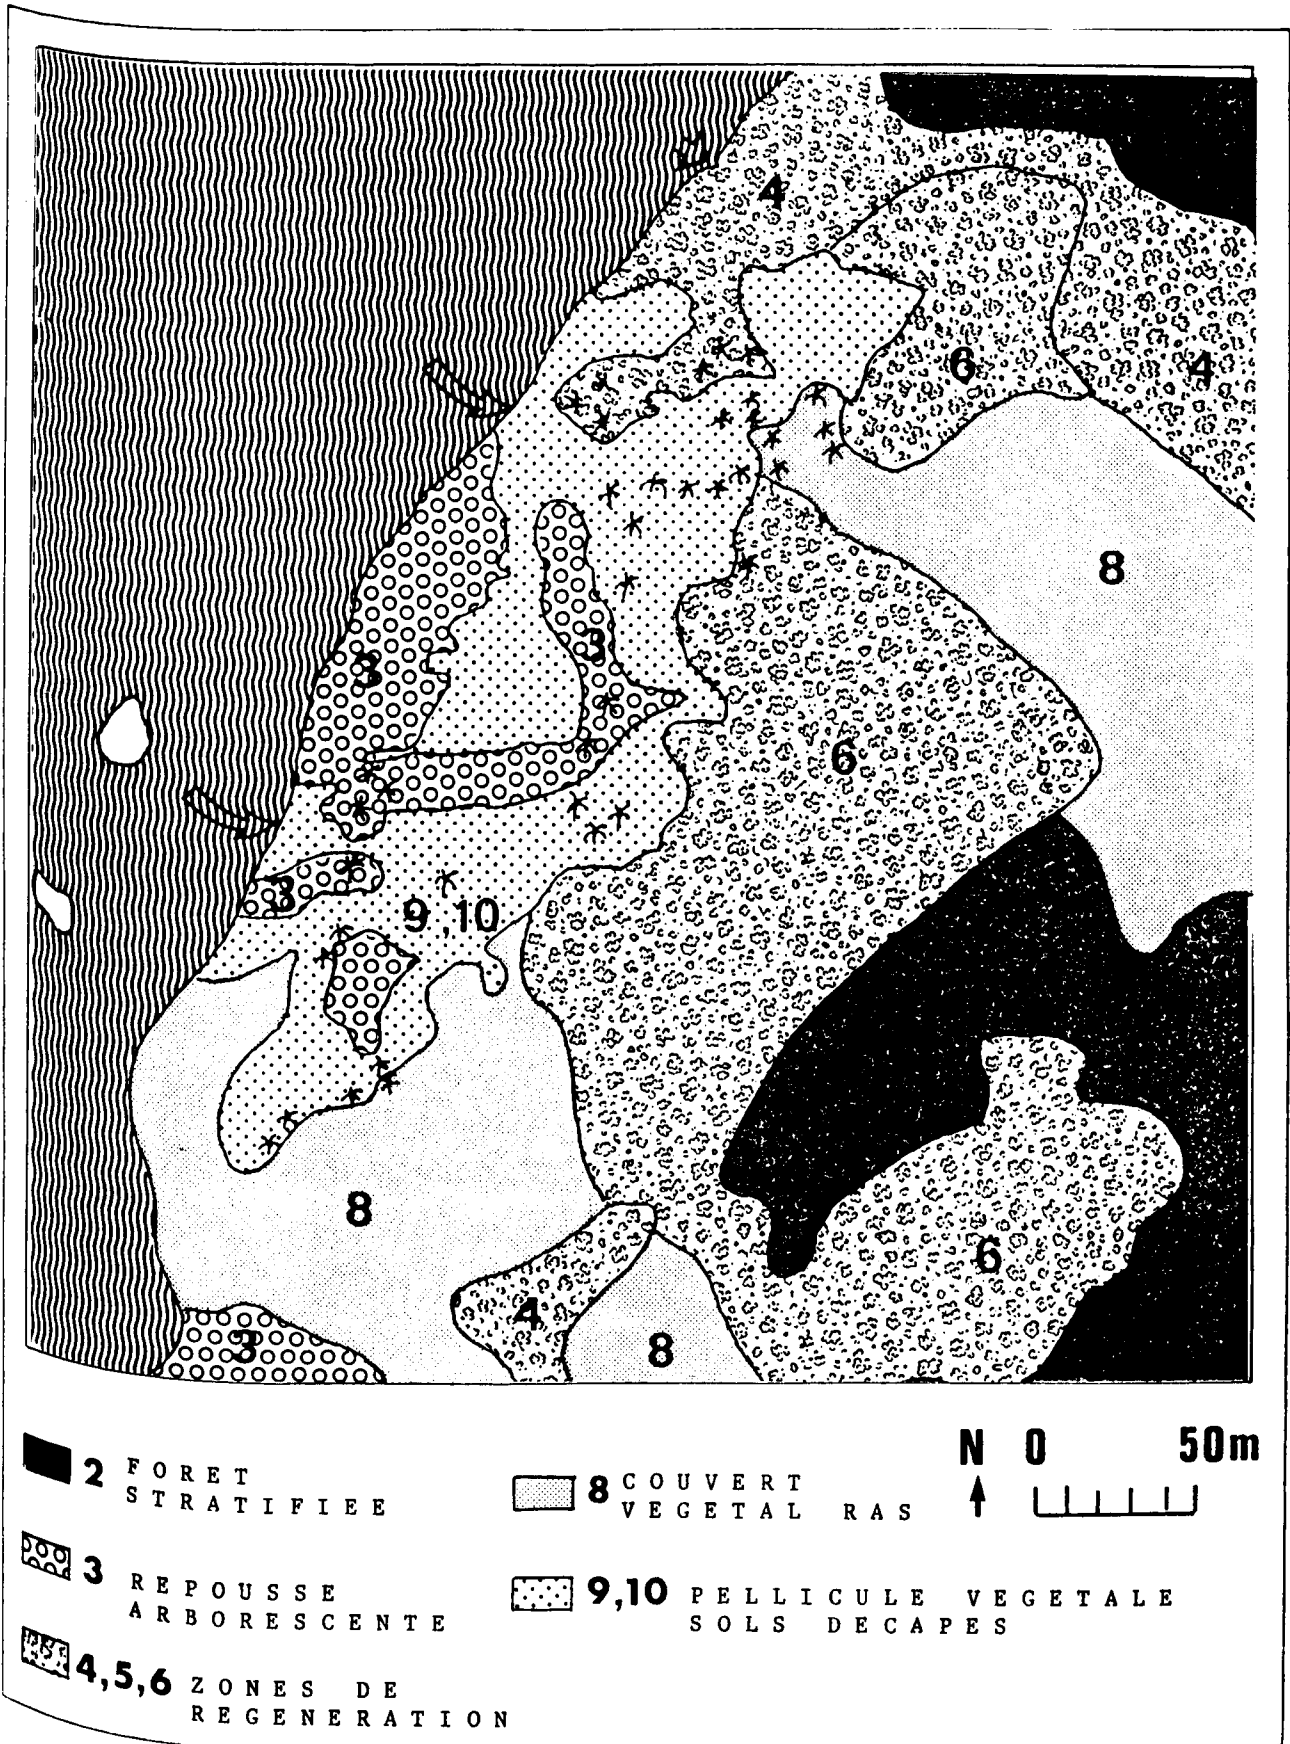 4
6
4
8
3
3
6
3
9,10
8
6
4
3
8
N 0 50m
2 FORET
STRATIFIEE
8 COUVERT
VEGETAL RAS
3 REPOUSSE
ARBORESCENTE
9,10 PELLICULE VEGETALE
SOLS DECAPES
4,5,6 ZONES DE
REGENERATION